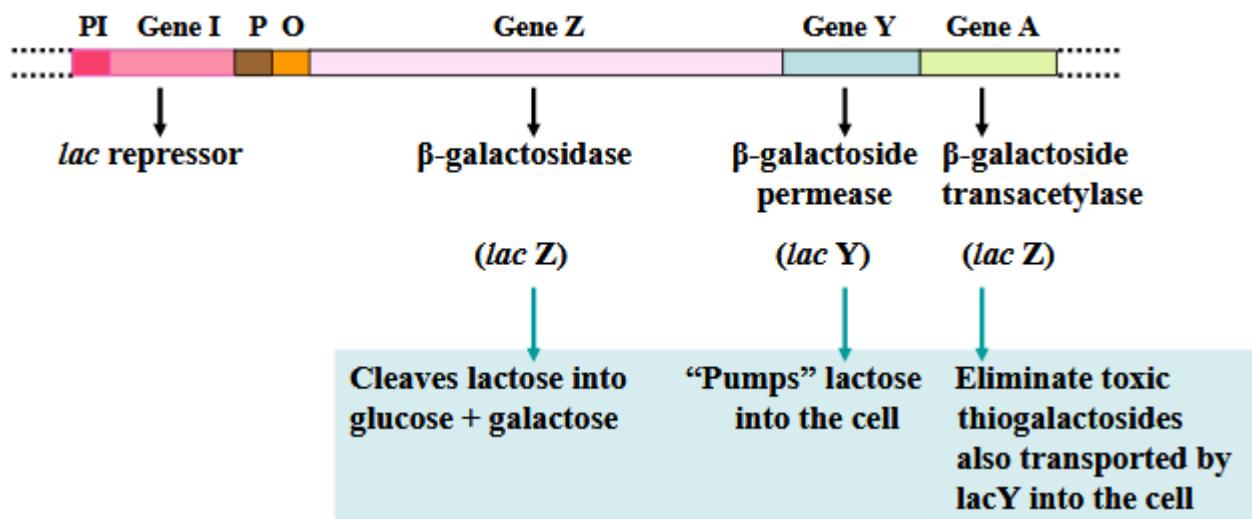 PI Gene I P O Gene Z Gene Y Gene A
lac repressor
β-galactosidase
β-galactoside
permease
β-galactoside
transacetylase
(lac Z)
(lac Y)
(lac Z)
Cleaves lactose into
glucose + galactose
“Pumps” lactose
into the cell
Eliminate toxic
thiogalactosides
also transported by
lacY into the cell